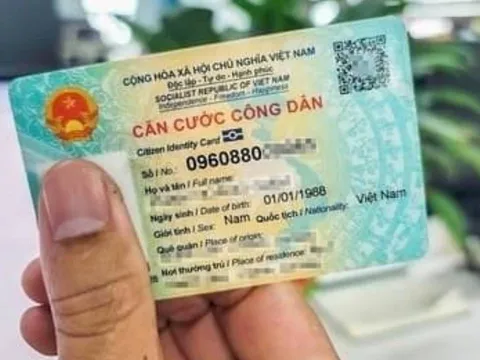 CỘNG HÒA XÃ HỘI CHỦ NGHĨA VIỆT NAM
Độc lập - Tự do - Hạnh phúc
SOCIALIST REPUBLIC OF VIET NAM
Independence - Freedom - Happiness
CĂN CƯỚC CÔNG DÂN
Citizen Identity Card
Số / No.: 0960880
Họ và tên / Full name:
Ngày sinh / Date of birth: 01/01/1988
Giới tính / Sex: Nam Quốc tịch / Nationality: Việt Nam
Quê quán / Place of origin:
Nơi thường trú / Place of residence: